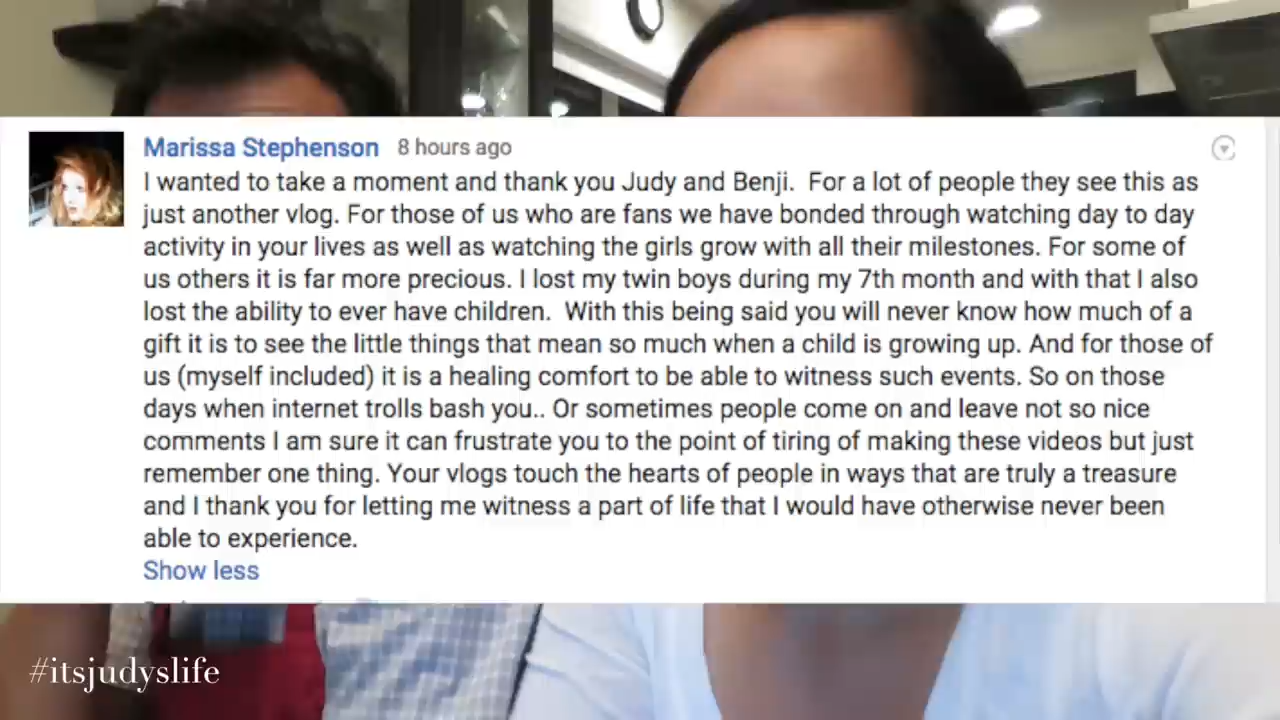 Marissa Stephenson 8 hours ago
I wanted to take a moment and thank you Judy and Benji.  For a lot of people they see this as
just another vlog. For those of us who are fans we have bonded through watching day to day
activity in your lives as well as watching the girls grow with all their milestones. For some of
us others it is far more precious. I lost my twin boys during my 7th month and with that I also
lost the ability to ever have children.  With this being said you will never know how much of a
gift it is to see the little things that mean so much when a child is growing up. And for those of
us (myself included) it is a healing comfort to be able to witness such events. So on those
days when internet trolls bash you.. Or sometimes people come on and leave not so nice
comments I am sure it can frustrate you to the point of tiring of making these videos but just
remember one thing. Your vlogs touch the hearts of people in ways that are truly a treasure
and I thank you for letting me witness a part of life that I would have otherwise never been
able to experience.
Show less
#itsjudyslife